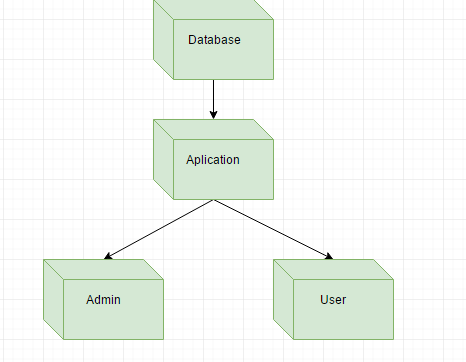 Database
Aplication
Admin
User